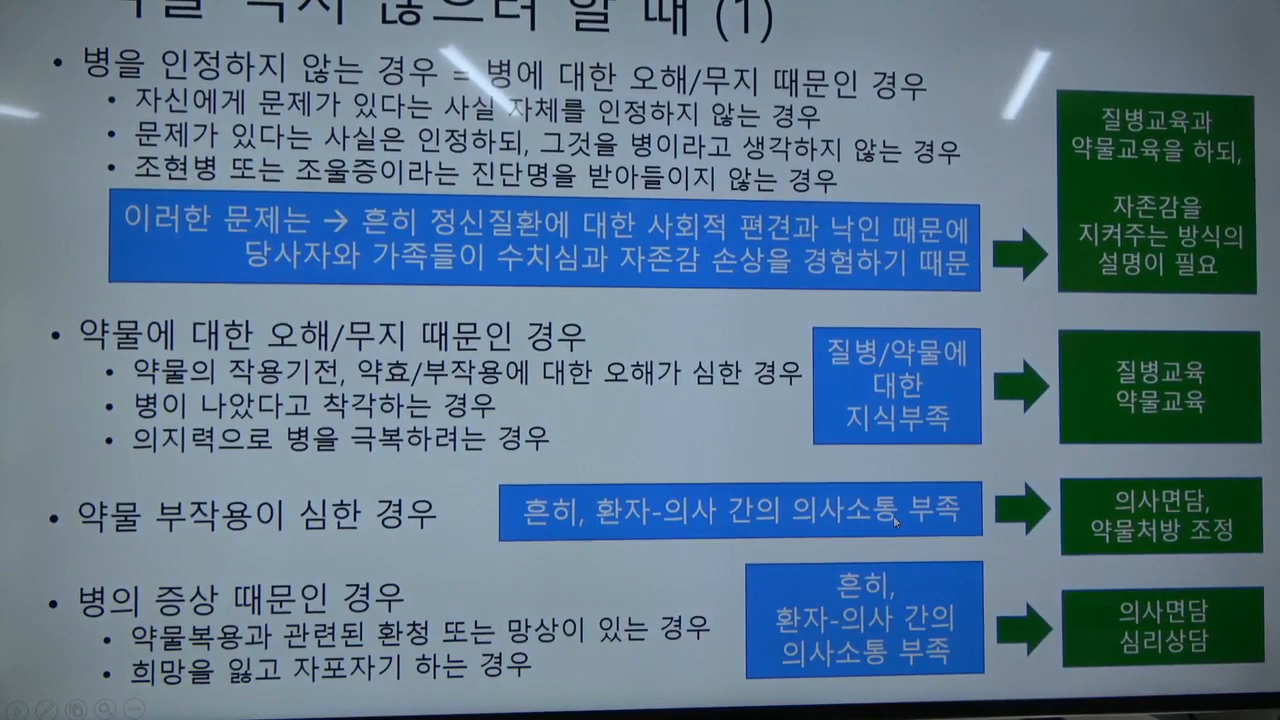 않으려 할 때 (1)
• 병을 인정하지 않는 경우 = 병에 대한 오해/무지 때문인 경우
• 자신에게 문제가 있다는 사실 자체를 인정하지 않는 경우
• 문제가 있다는 사실은 인정하되, 그것을 병이라고 생각하지 않는 경우
• 조현병 또는 조울증이라는 진단명을 받아들이지 않는 경우
이러한 문제는 → 흔히 정신질환에 대한 사회적 편견과 낙인 때문에
당사자와 가족들이 수치심과 자존감 손상을 경험하기 때문
질병교육과
약물교육을 하되,
자존감을
지켜주는 방식의
설명이 필요
• 약물에 대한 오해/무지 때문인 경우
• 약물의 작용기전, 약효/부작용에 대한 오해가 심한 경우
• 병이 나았다고 착각하는 경우
• 의지력으로 병을 극복하려는 경우
질병/약물에
대한
지식부족
질병교육
약물교육
• 약물 부작용이 심한 경우
흔히, 환자-의사 간의 의사소통 부족
의사면담,
약물처방 조정
• 병의 증상 때문인 경우
• 약물복용과 관련된 환청 또는 망상이 있는 경우
• 희망을 잃고 자포자기 하는 경우
흔히,
환자-의사 간의
의사소통 부족
의사면담
심리상담